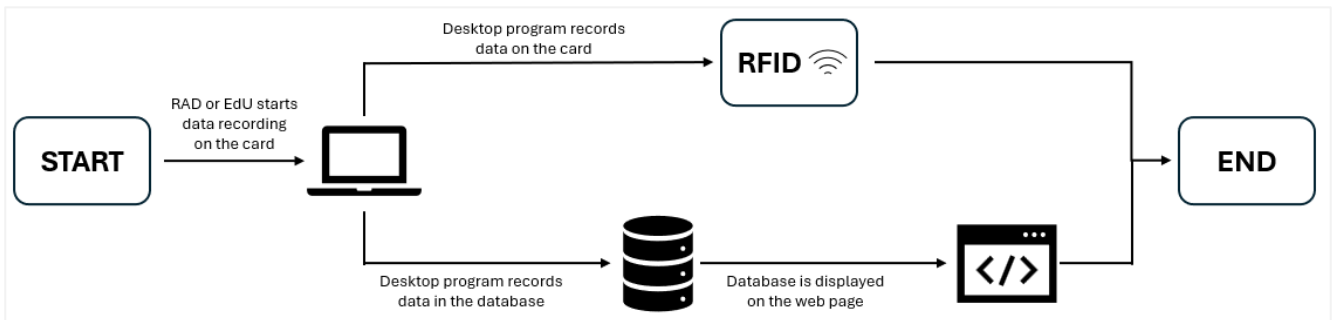 Desktop program records
data on the card
RFID
RAD or EdU starts
data recording
on the card
START
END
Desktop program records
data in the database
Database is displayed
on the web page
</>